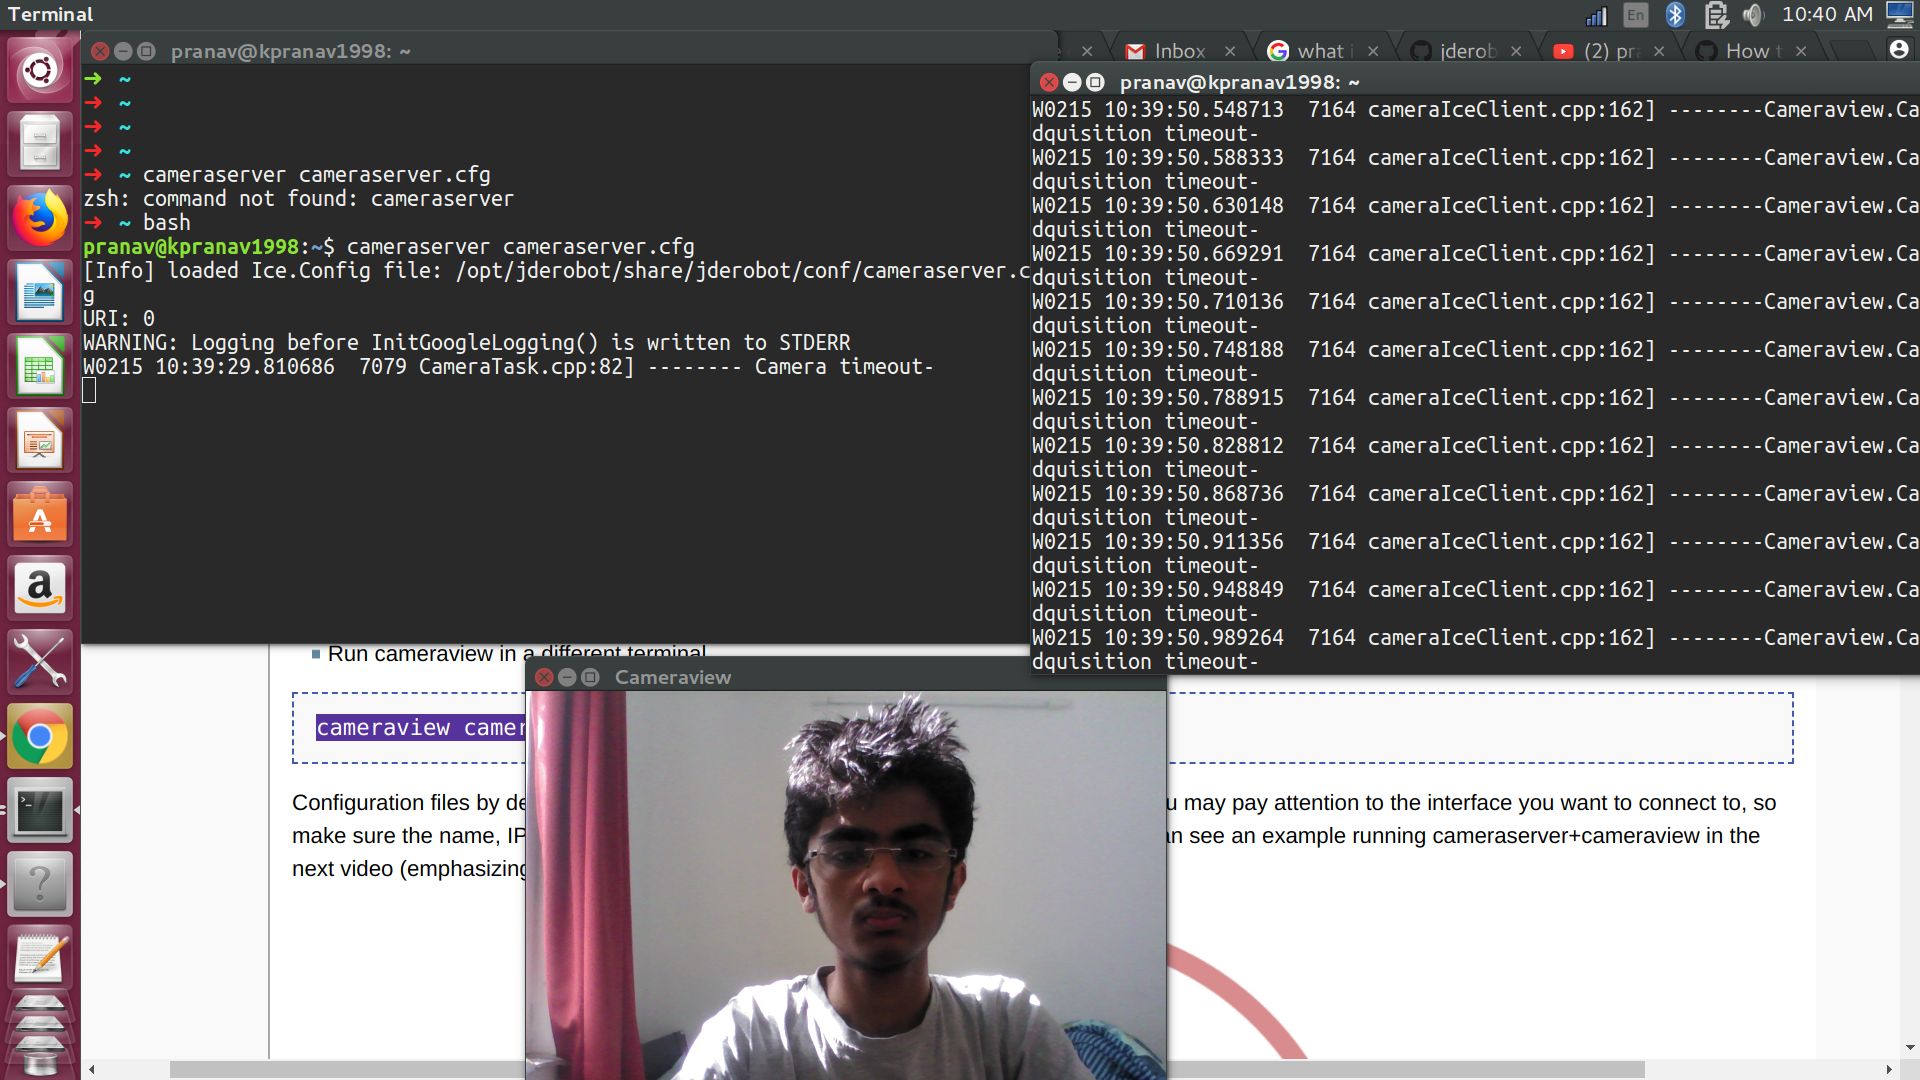 Terminal
En
10:40 AM
pranav@kpranav1998: ~
Inbox
what i
jderob
(2) pra
How t
➜ ~
➜ ~
➜ ~
➜ ~
➜ ~ cameraserver cameraserver.cfg
zsh: command not found: cameraserver
➜ ~ bash
pranav@kpranav1998:~$ cameraserver cameraserver.cfg
[Info] loaded Ice.Config file: /opt/jderobot/share/jderobot/conf/cameraserver.c
g
URI: 0
WARNING: Logging before InitGoogleLogging() is written to STDERR
W0215 10:39:29.810686  7079 CameraTask.cpp:82] -------- Camera timeout-
pranav@kpranav1998: ~
W0215 10:39:50.548713  7164 cameraIceClient.cpp:162] --------Cameraview.Ca
dquisition timeout-
W0215 10:39:50.588333  7164 cameraIceClient.cpp:162] --------Cameraview.Ca
dquisition timeout-
W0215 10:39:50.630148  7164 cameraIceClient.cpp:162] --------Cameraview.Ca
dquisition timeout-
W0215 10:39:50.669291  7164 cameraIceClient.cpp:162] --------Cameraview.Ca
dquisition timeout-
W0215 10:39:50.710136  7164 cameraIceClient.cpp:162] --------Cameraview.Ca
dquisition timeout-
W0215 10:39:50.748188  7164 cameraIceClient.cpp:162] --------Cameraview.Ca
dquisition timeout-
W0215 10:39:50.788915  7164 cameraIceClient.cpp:162] --------Cameraview.Ca
dquisition timeout-
W0215 10:39:50.828812  7164 cameraIceClient.cpp:162] --------Cameraview.Ca
dquisition timeout-
W0215 10:39:50.868736  7164 cameraIceClient.cpp:162] --------Cameraview.Ca
dquisition timeout-
W0215 10:39:50.911356  7164 cameraIceClient.cpp:162] --------Cameraview.Ca
dquisition timeout-
W0215 10:39:50.948849  7164 cameraIceClient.cpp:162] --------Cameraview.Ca
dquisition timeout-
W0215 10:39:50.989264  7164 cameraIceClient.cpp:162] --------Cameraview.Ca
dquisition timeout-
Run cameraview in a different terminal
Cameraview
cameraview camer
Configuration files by de
u may pay attention to the interface you want to connect to, so
make sure the name, IP
an see an example running cameraserver+cameraview in the
next video (emphasizing